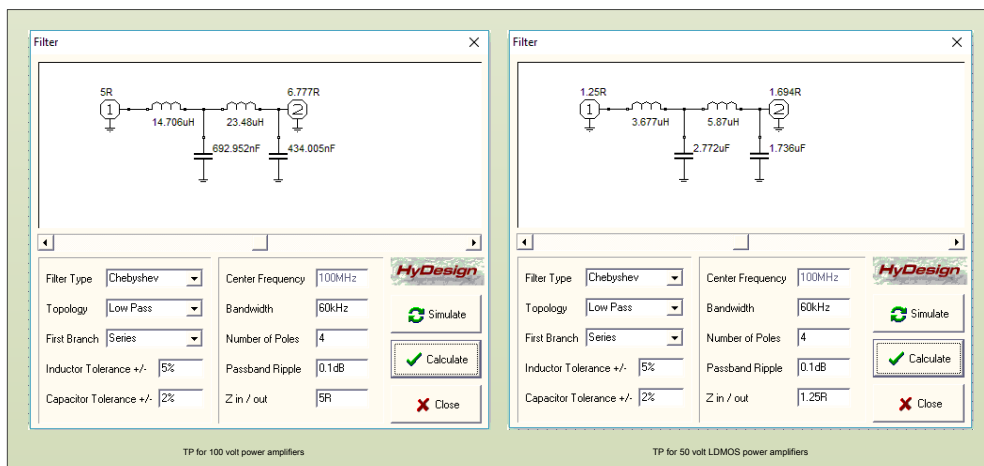 Filter
5R
6.777R
1
2
14.706uH
23.48uH
692.952nF
434.005nF
Filter Type
Chebyshev
Center Frequency
100MHz
HyDesign
Topology
Low Pass
Bandwidth
60kHz
Simulate
First Branch
Series
Number of Poles
4
Calculate
Inductor Tolerance +/-
5%
Passband Ripple
0.1dB
Capacitor Tolerance +/-
2%
Z in / out
5R
Close
TP for 100 volt power amplifiers
Filter
1.25R
1.694R
1
2
3.677uH
5.87uH
2.772uF
1.736uF
Filter Type
Chebyshev
Center Frequency
100MHz
HyDesign
Topology
Low Pass
Bandwidth
60kHz
Simulate
First Branch
Series
Number of Poles
4
Calculate
Inductor Tolerance +/-
5%
Passband Ripple
0.1dB
Capacitor Tolerance +/-
2%
Z in / out
1.25R
Close
TP for 50 volt LDMOS power amplifiers